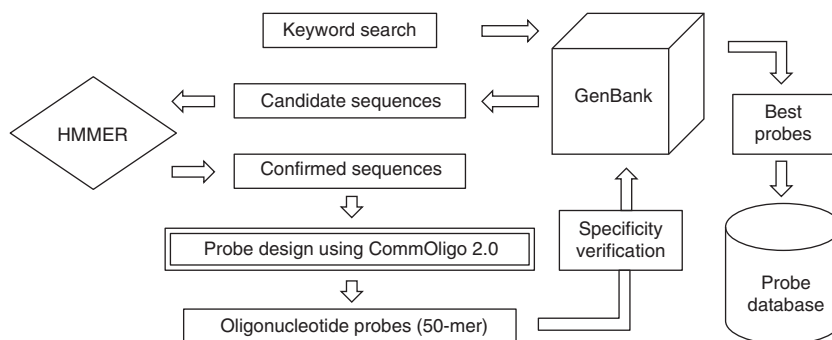 Keyword search
GenBank
Candidate sequences
HMMER
Confirmed sequences
Probe design using CommOligo 2.0
Oligonucleotide probes (50-mer)
Specificity
verification
Best
probes
Probe
database